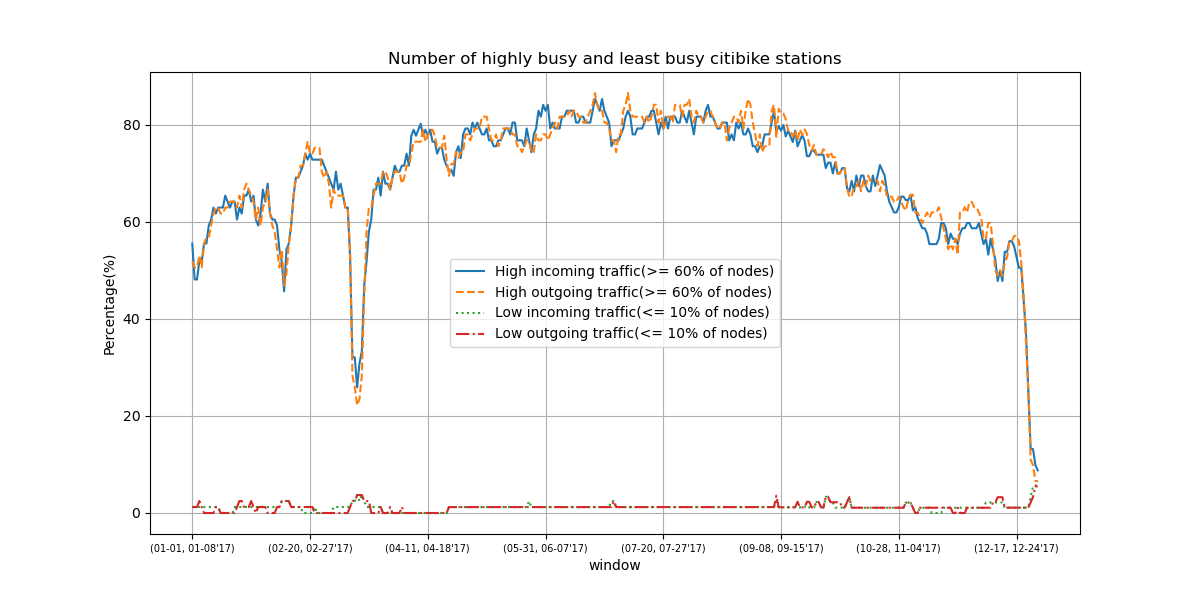 Number of highly busy and least busy citibike stations
Percentage(%)
80
60
40
20
0
High incoming traffic(>= 60% of nodes)
High outgoing traffic(>= 60% of nodes)
Low incoming traffic(<= 10% of nodes)
Low outgoing traffic(<= 10% of nodes)
(01-01, 01-08'17)
(02-20, 02-27'17)
(04-11, 04-18'17)
(05-31, 06-07'17)
(07-20, 07-27'17)
(09-08, 09-15'17)
(10-28, 11-04'17)
(12-17, 12-24'17)
window